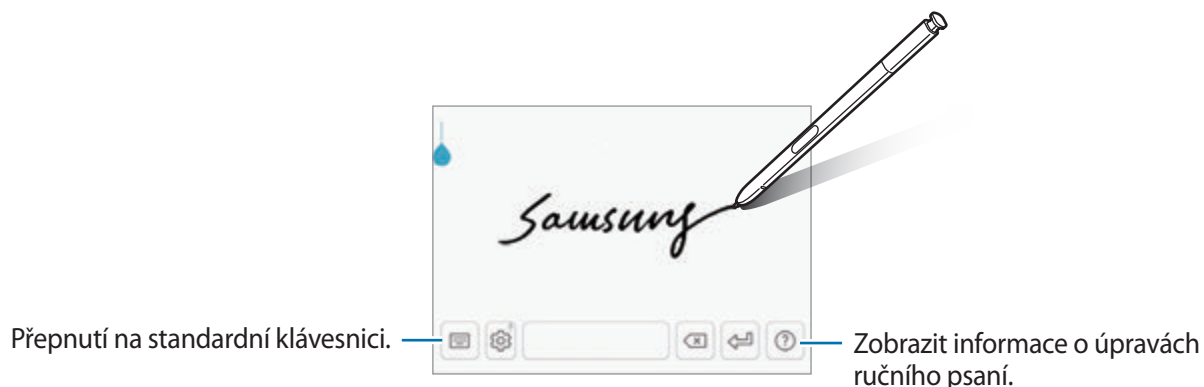 Samsung
Přepnutí na standardní klávesnici.
Zobrazit informace o úpravách
ručního psaní.